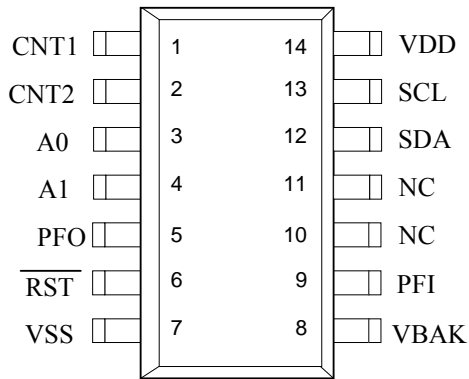 CNT1 1 14 VDD
CNT2 2 13 SCL
A0 3 12 SDA
A1 4 11 NC
PFO 5 10 NC
RST 6 9 PFI
VSS 7 8 VBAK